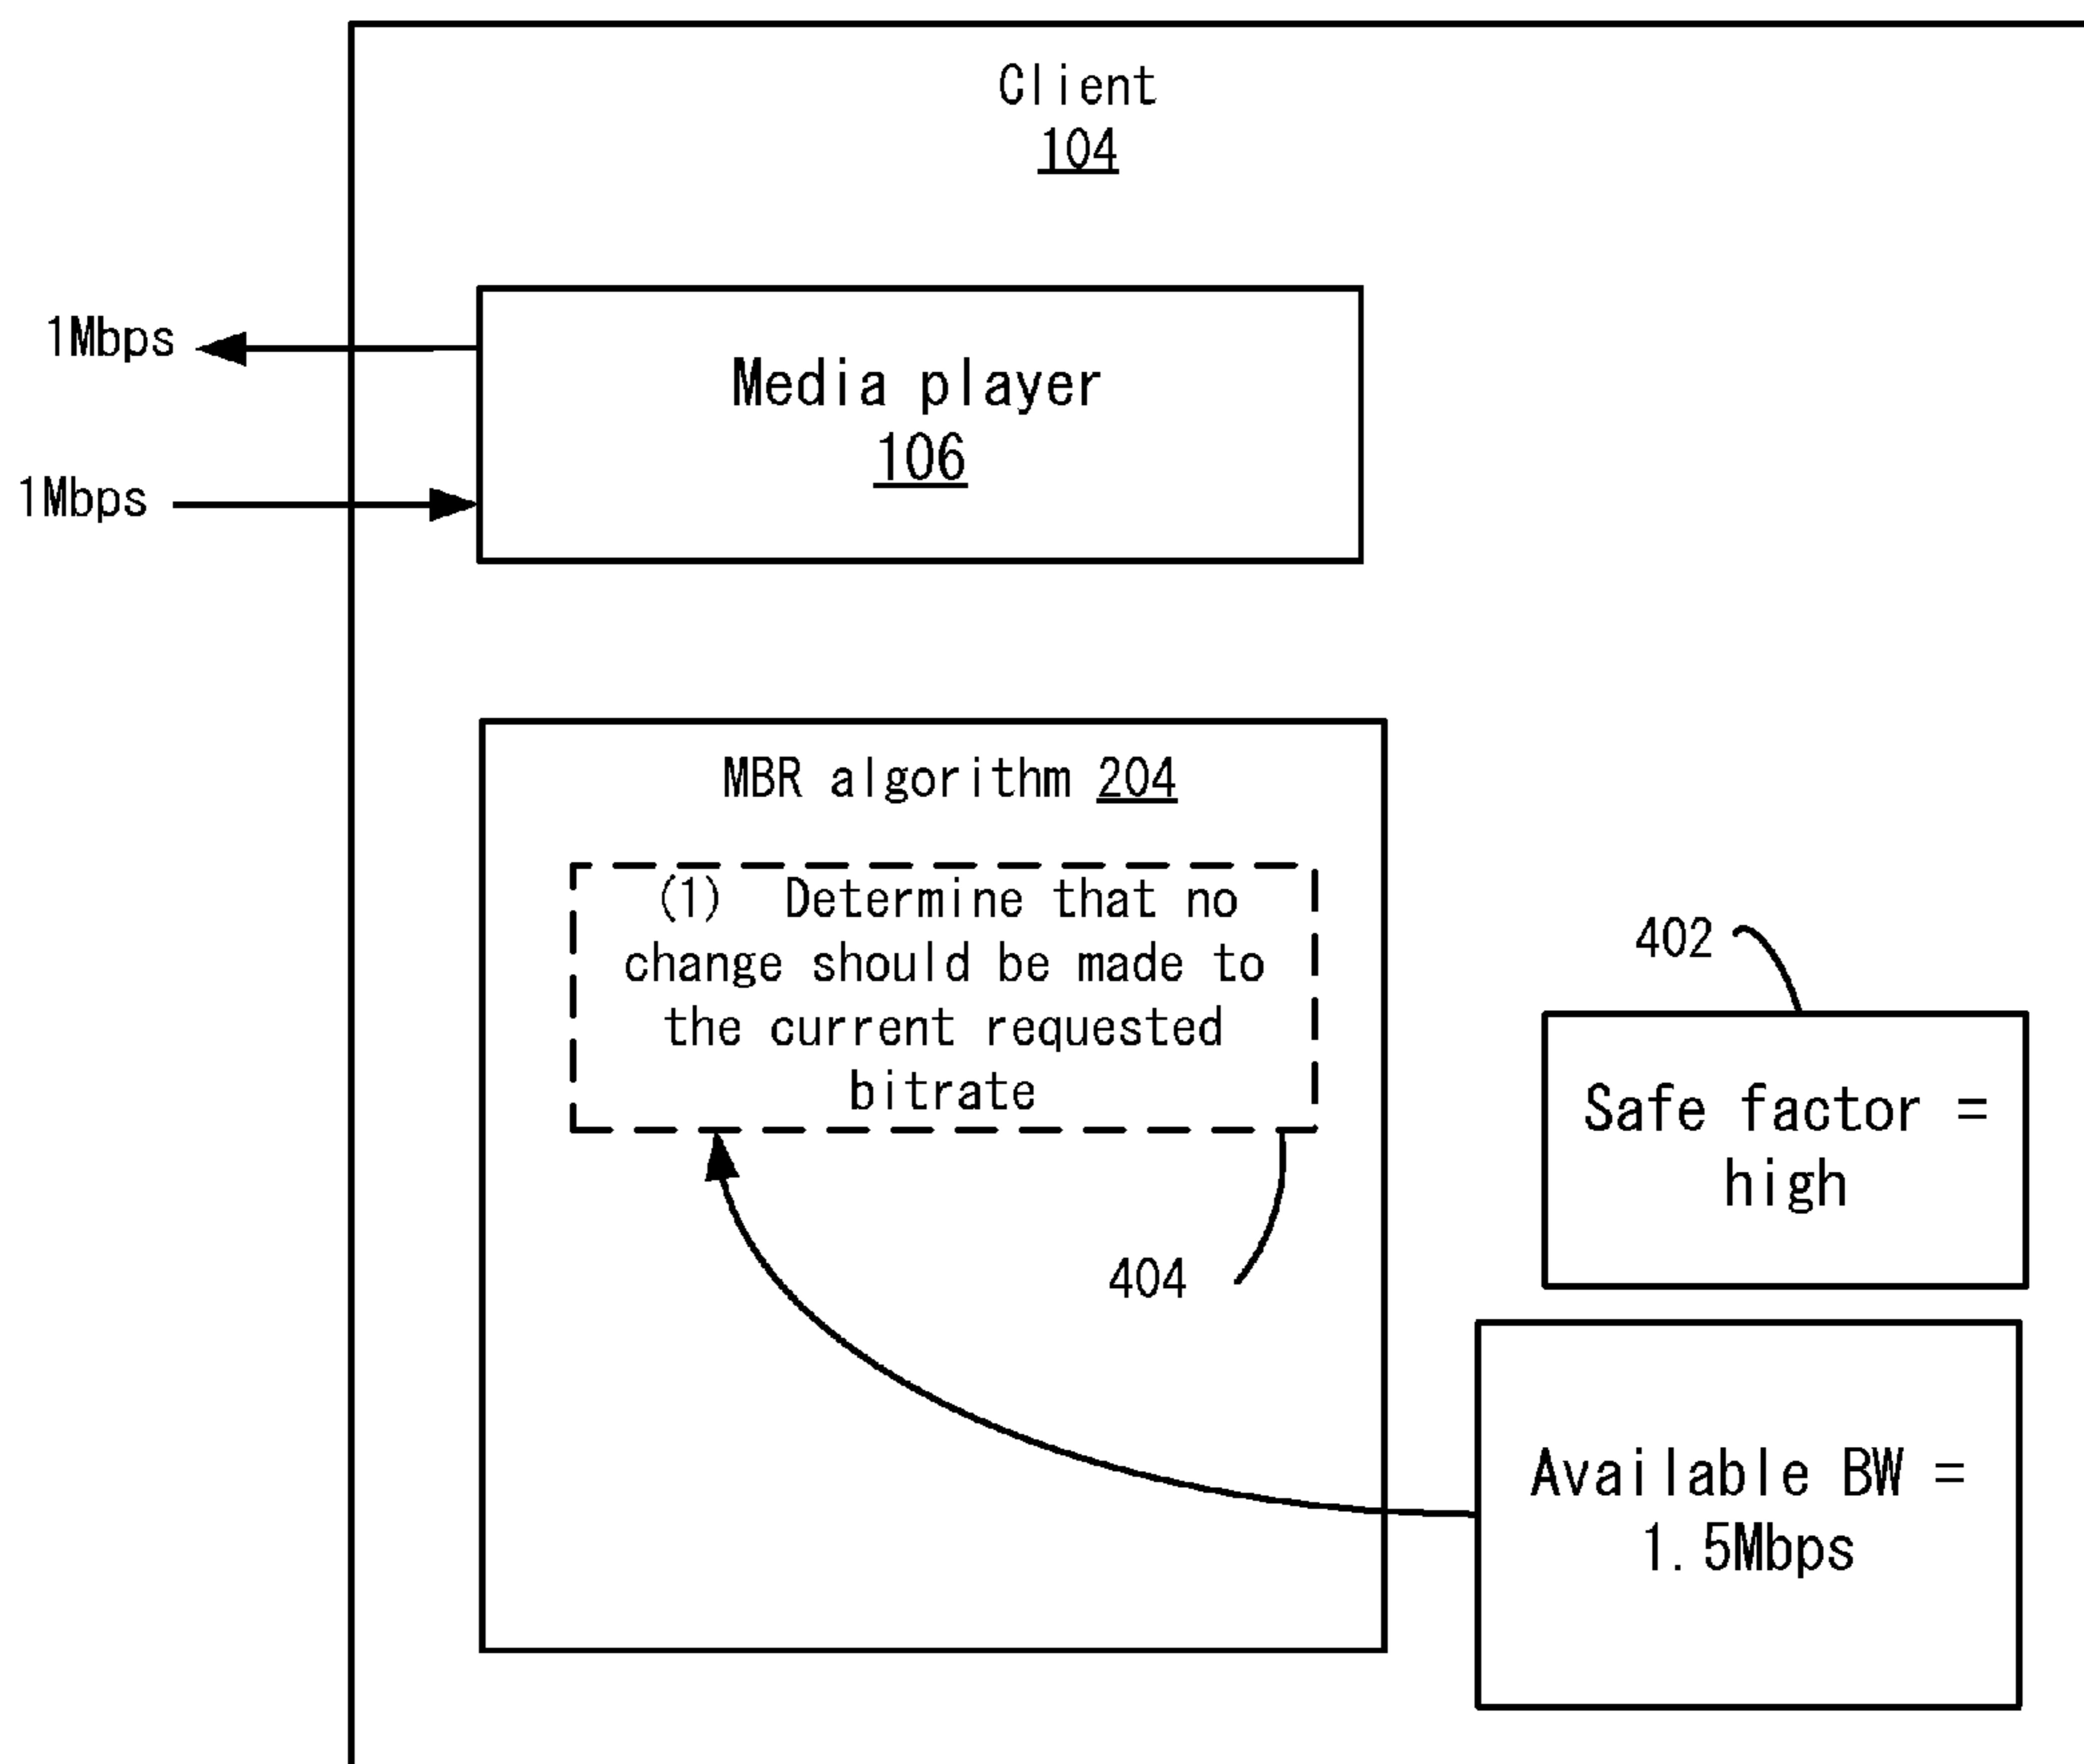 Client
104
1Mbps
Media player
106
1Mbps
MBR algorithm 204
(1) Determine that no
change should be made to
the current requested
bitrate
402
Safe factor =
high
404
Available BW =
1.5Mbps